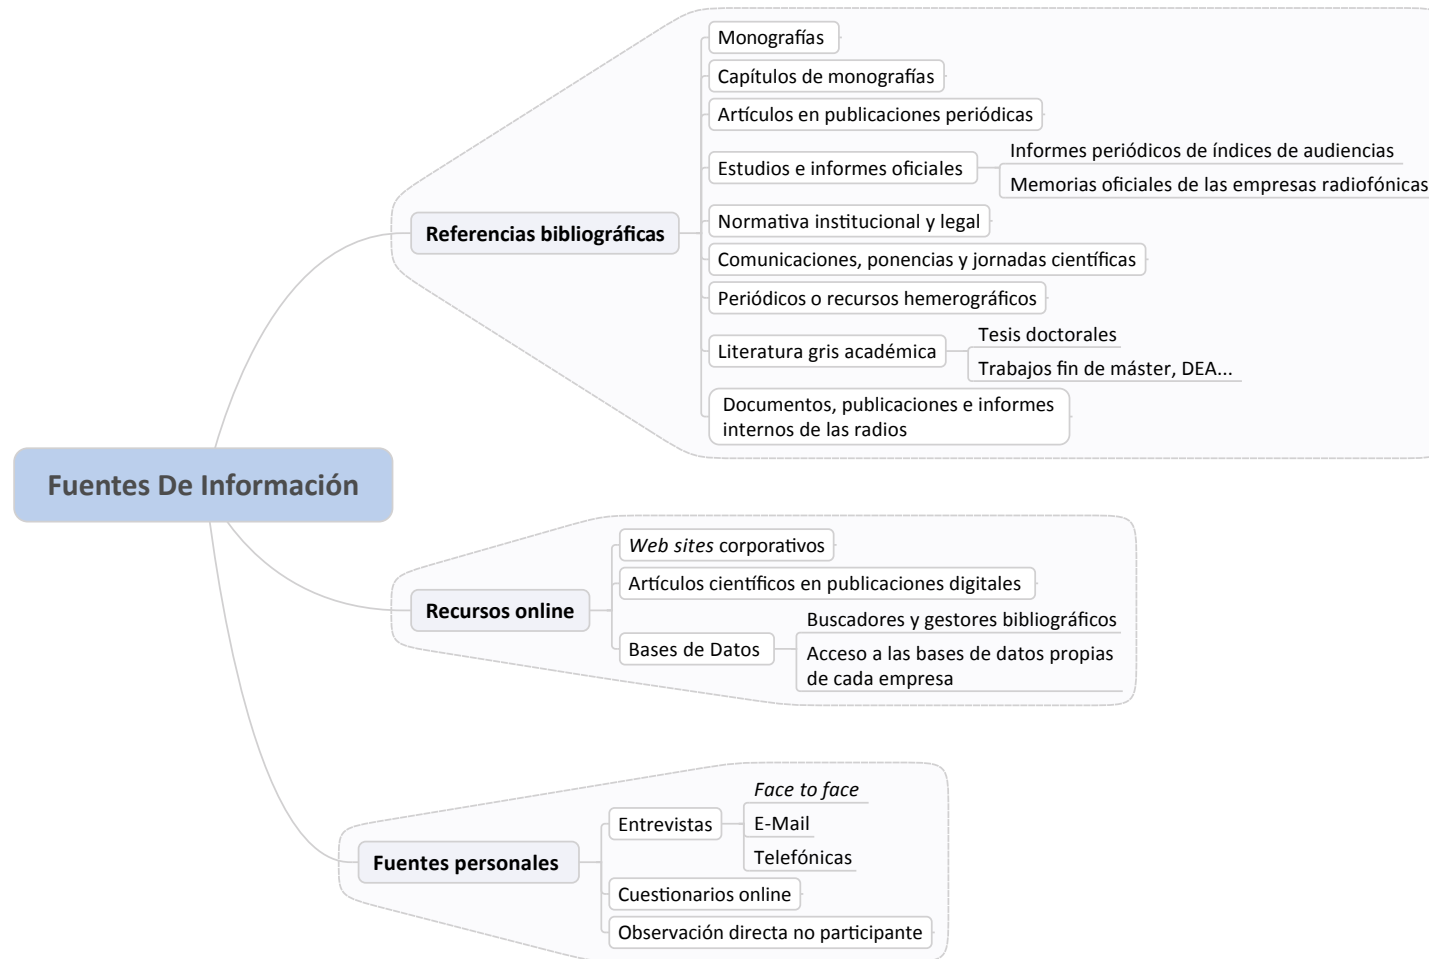 Monografías
Capítulos de monografías
Artículos en publicaciones periódicas
Estudios e informes oficiales
Informes periódicos de índices de audiencias
Memorias oficiales de las empresas radiofónicas
Referencias bibliográficas
Normativa institucional y legal
Comunicaciones, ponencias y jornadas científicas
Periódicos o recursos hemerográficos
Literatura gris académica
Tesis doctorales
Trabajos fin de máster, DEA...
Documentos, publicaciones e informes
internos de las radios
Fuentes De Información
Web sites corporativos
Artículos científicos en publicaciones digitales
Recursos online
Bases de Datos
Buscadores y gestores bibliográficos
Acceso a las bases de datos propias
de cada empresa
Fuentes personales
Entrevistas
Face to face
E-Mail
Telefónicas
Cuestionarios online
Observación directa no participante